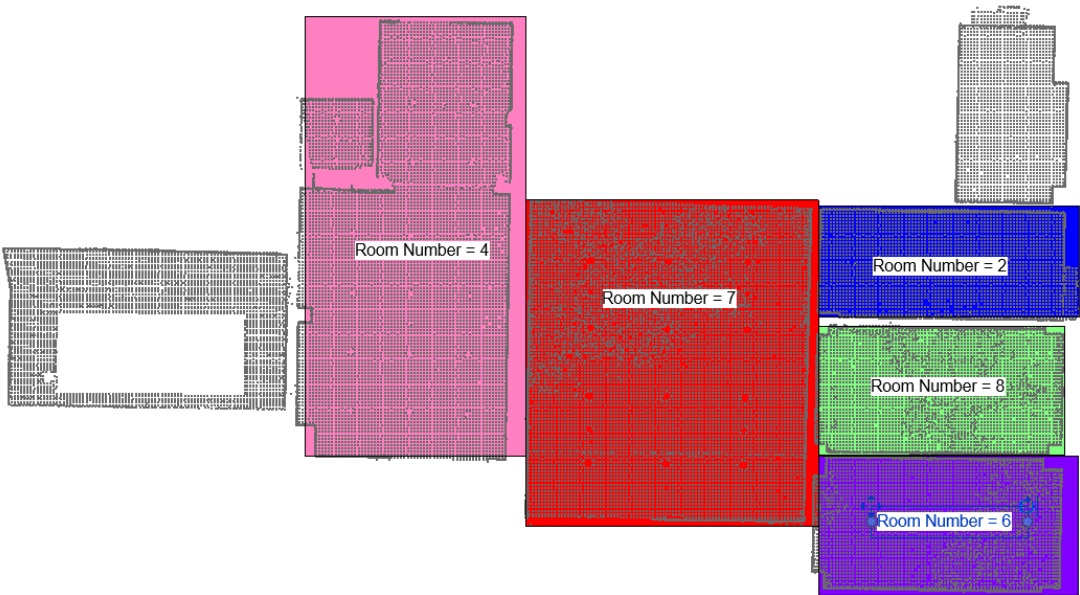 Room Number = 4
Room Number = 7
Room Number = 2
Room Number = 8
Room Number = 6